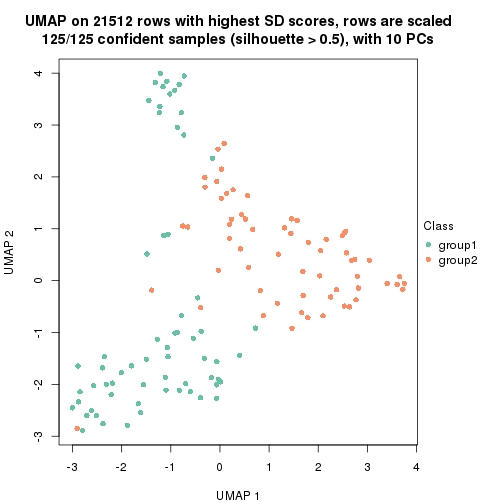 UMAP on 21512 rows with highest SD scores, rows are scaled
125/125 confident samples (silhouette > 0.5), with 10 PCs
4
3
2
1
0
-1
-2
-3
UMAP 2
-3
-2
-1
0
1
2
3
4
UMAP 1
Class
group1
group2